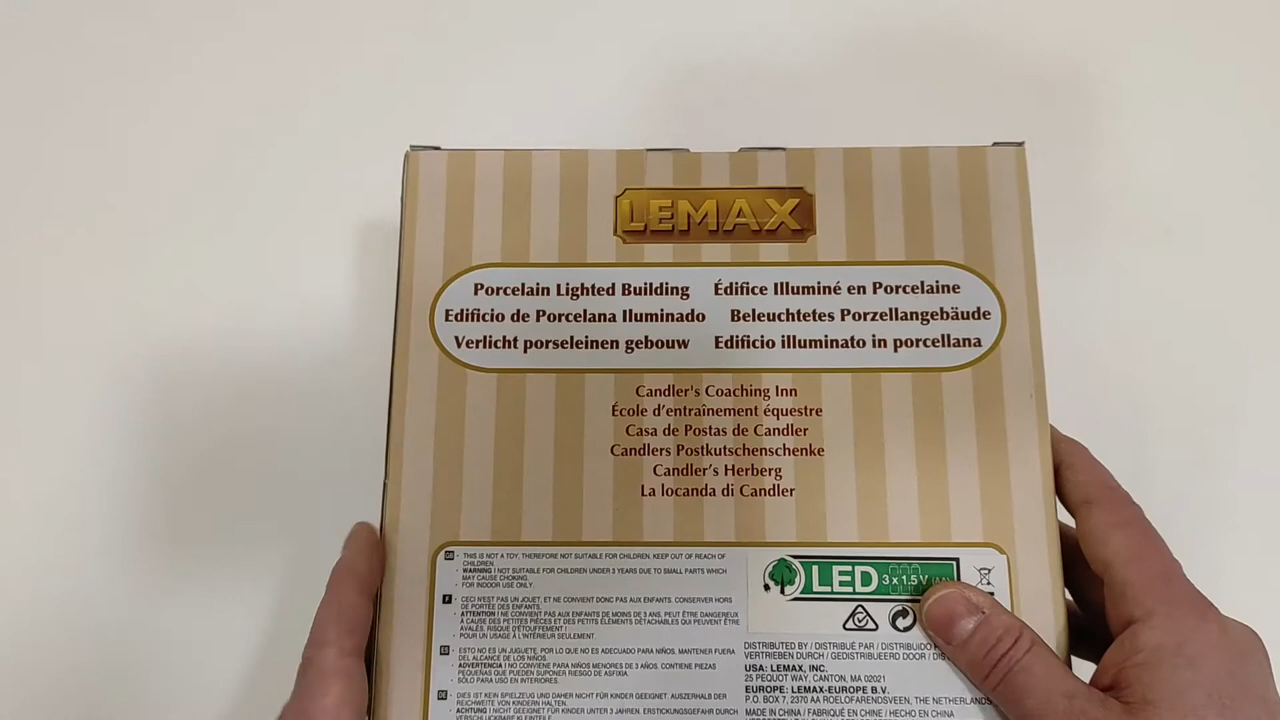 LEMAX
Porcelain Lighted Building Édifice Illuminé en Porcelaine
Edificio de Porcelana Iluminado Beleuchtetes Porzellangebäude
Verlicht porseleinen gebouw Edificio illuminato in porcellana
Candler's Coaching Inn
École d'entraînement équestre
Casa de Postas de Candler
Candlers Postkutschenschenke
Candler's Herberg
La locanda di Candler
GB · THIS IS NOT A TOY, THEREFORE NOT SUITABLE FOR CHILDREN. KEEP OUT OF REACH OF
CHILDREN.
· WARNING ! NOT SUITABLE FOR CHILDREN UNDER 3 YEARS DUE TO SMALL PARTS WHICH
MAY CAUSE CHOKING.
· FOR INDOOR USE ONLY.
F · CECI N'EST PAS UN JOUET, ET NE CONVIENT DONC PAS AUX ENFANTS. CONSERVER HORS
DE PORTÉE DES ENFANTS.
· ATTENTION ! NE CONVIENT PAS AUX ENFANTS DE MOINS DE 3 ANS, PEUT ÊTRE DANGEREUX
À CAUSE DES PETITES PIÈCES ET DES PETITS ÉLÉMENTS DÉTACHABLES QUI PEUVENT ÊTRE
AVALÉS. RISQUE D'ÉTOUFFEMENT !
· POUR UN USAGE À L'INTÉRIEUR SEULEMENT.
ES · ESTO NO ES UN JUGUETE, POR LO QUE NO ES ADECUADO PARA NIÑOS. MANTENER FUERA
DEL ALCANCE DE LOS NIÑOS.
· ADVERTENCIA ! NO CONVIENE PARA NIÑOS MENORES DE 3 AÑOS, CONTIENE PIEZAS
PEQUEÑAS QUE PUEDEN SUPONER RIESGO DE ASFIXIA.
· SÓLO PARA USO EN INTERIORES.
DE · DIES IST KEIN SPIELZEUG UND DAHER NICHT FÜR KINDER GEEIGNET. AUSZERHALB DER
REICHWEITE VON KINDERN HALTEN.
· ACHTUNG ! NICHT GEEIGNET FÜR KINDER UNTER 3 JAHREN. ERSTICKUNGSGEFAHR DURCH
VERSCHLUCKBARE KLEINTEILE.
LED 3 x 1.5 V (AA)
DISTRIBUTED BY / DISTRIBUÉ PAR / DISTRIBUIDO
VERTRIEBEN DURCH / GEDISTRIBUEERD DOOR
USA: LEMAX, INC.
25 PEQUOT WAY, CANTON, MA 02021
EUROPE: LEMAX-EUROPE B.V.
P.O. BOX 7, 2370 AA ROELOFARENDSVEEN, THE NETHERLANDS
MADE IN CHINA / FABRIQUÉ EN CHINE / HECHO EN CHINA